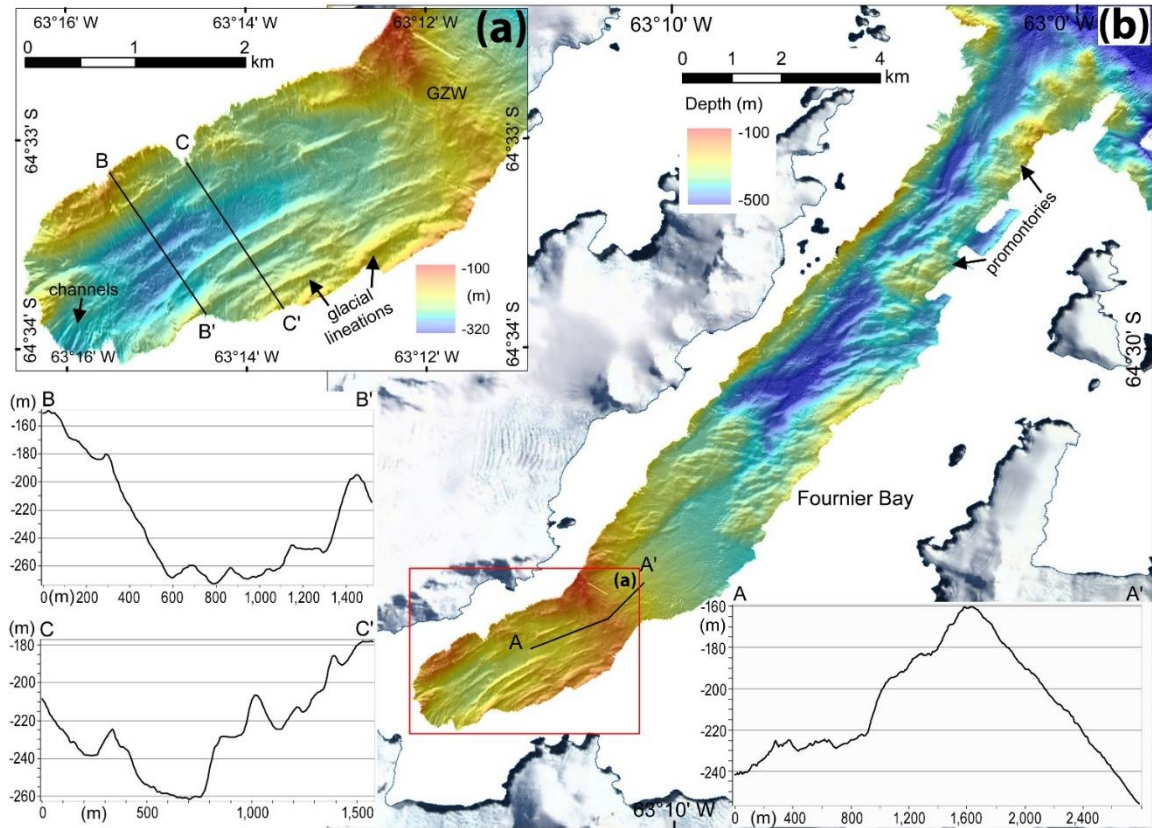 63°14' W
63°12' W
(a)
0 1 2
km
GZW
64°33' S
64°33' S
B
C
channels
B'
C'
glacial
lineations
-100
(m)
-320
64°34' S
64°34' S
63°16' W
63°14' W
63°12' W
63°10' W
63°0' W
(b)
0 1 2 4
km
Depth (m)
-100
-500
promontories
64°30' S
Fournier Bay
(a)
A'
A
63°10' W
(m) B B'
-160
-180
-200
-220
-240
-260
0 200 400 600 800 1,000 1,200 1,400
(m)
(m) C C'
-180
-200
-220
-240
-260
0 500 1,000 1,500
(m)
A A'
-160
(m)
-180
-200
-220
-240
0 400 800 1,200 1,600 2,000 2,400
(m)